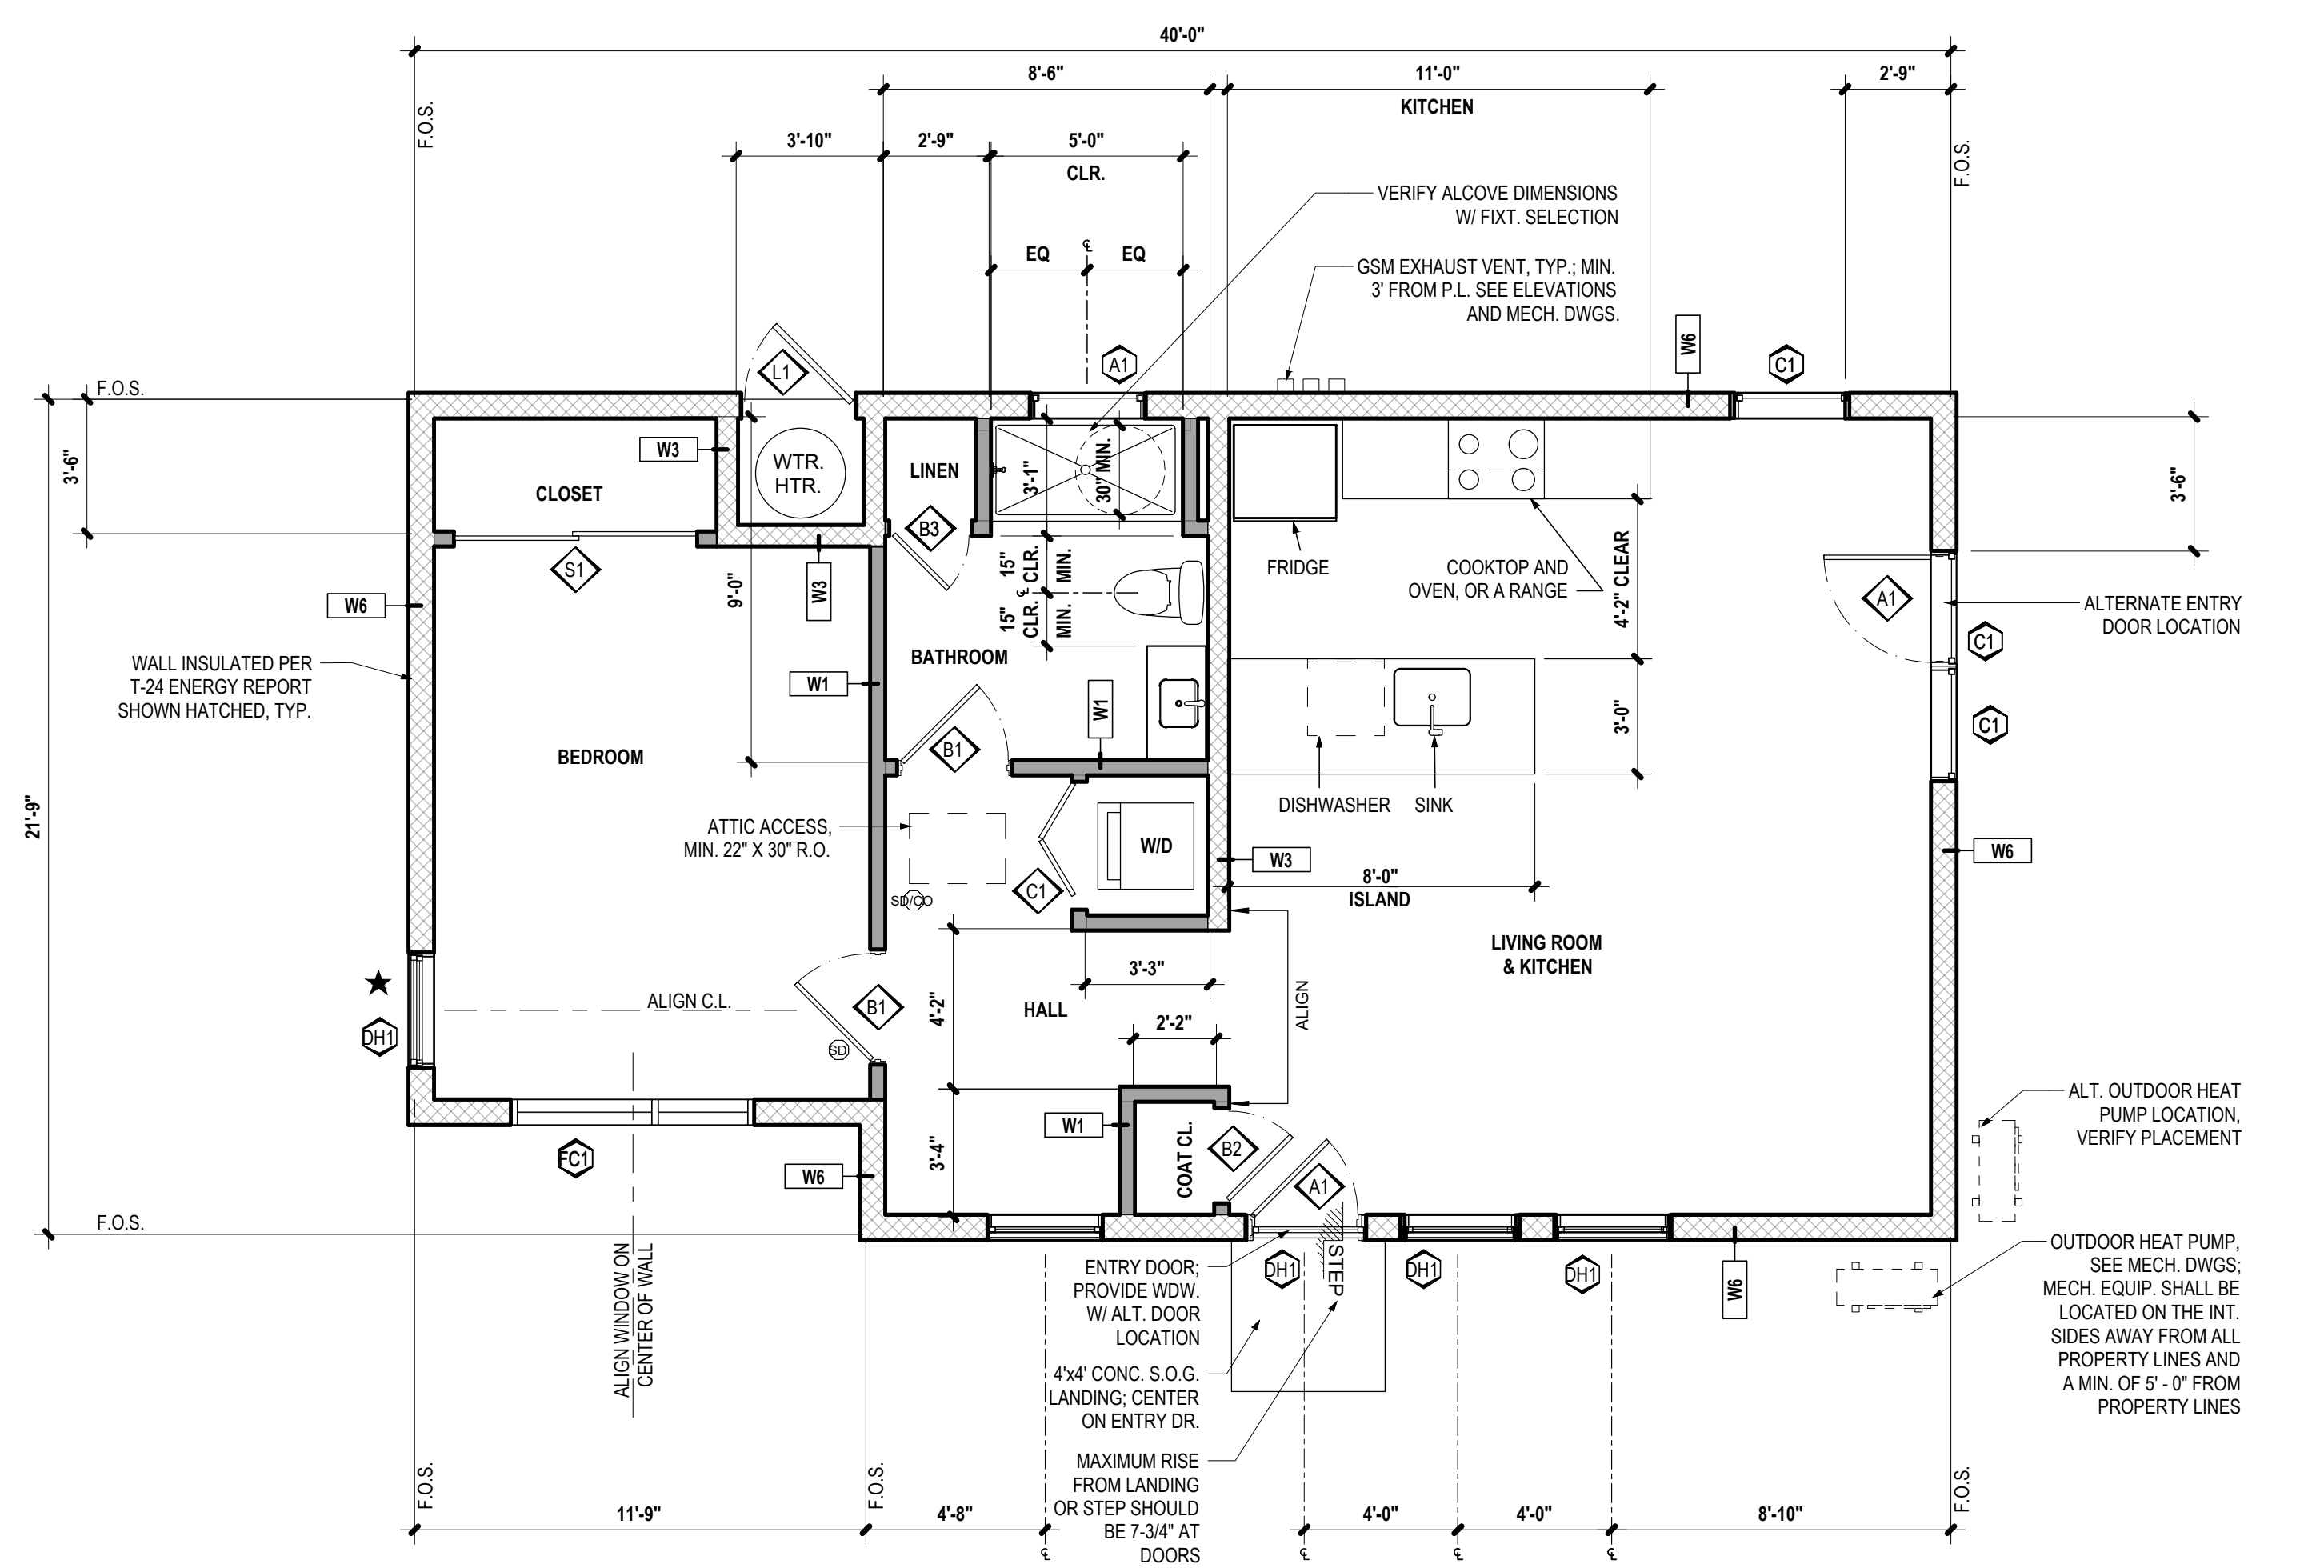 40'-0"
8'-6"
11'-0"
2'-9"
KITCHEN
F.O.S.
3'-10"
2'-9"
5'-0"
CLR.
F.O.S.
VERIFY ALCOVE DIMENSIONS
W/ FIXT. SELECTION
EQ
EQ
GSM EXHAUST VENT, TYP.; MIN.
3' FROM P.L. SEE ELEVATIONS
AND MECH. DWGS.
W6
L1
A1
C1
F.O.S.
3'-6"
W3
WTR.
HTR.
LINEN
3'-1"
30" MIN.
3'-6"
CLOSET
B3
S1
W3
9'-0"
15"
CLR.
MIN.
15"
CLR.
MIN.
FRIDGE
COOKTOP AND
OVEN, OR A RANGE
4'-2" CLEAR
A1
ALTERNATE ENTRY
DOOR LOCATION
C1
W6
WALL INSULATED PER
T-24 ENERGY REPORT
SHOWN HATCHED, TYP.
BATHROOM
W1
W1
3'-0"
C1
BEDROOM
B1
21'-9"
DISHWASHER
SINK
ATTIC ACCESS,
MIN. 22" X 30" R.O.
W/D
W3
W6
C1
SD/CO
8'-0"
ISLAND
LIVING ROOM
& KITCHEN
3'-3"
ALIGN C.L.
B1
4'-2"
HALL
ALIGN
DH1
SD
2'-2"
ALT. OUTDOOR HEAT
PUMP LOCATION,
VERIFY PLACEMENT
W1
COAT CL.
B2
FC1
3'-4"
W6
A1
F.O.S.
ALIGN WINDOW ON
CENTER OF WALL
ENTRY DOOR;
PROVIDE WDW.
W/ ALT. DOOR
LOCATION
DH1
STEP
DH1
DH1
W6
OUTDOOR HEAT PUMP,
SEE MECH. DWGS;
MECH. EQUIP. SHALL BE
LOCATED ON THE INT.
SIDES AWAY FROM ALL
PROPERTY LINES AND
A MIN. OF 5' - 0" FROM
PROPERTY LINES
4'x4' CONC. S.O.G.
LANDING; CENTER
ON ENTRY DR.
MAXIMUM RISE
FROM LANDING
OR STEP SHOULD
BE 7-3/4" AT
DOORS
F.O.S.
F.O.S.
F.O.S.
11'-9"
4'-8"
4'-0"
4'-0"
8'-10"